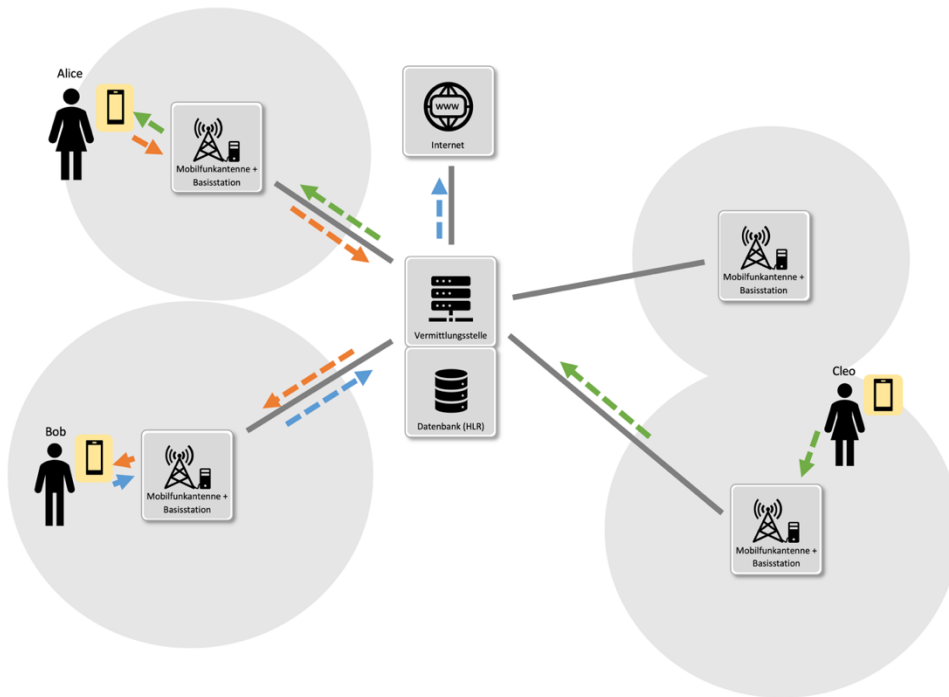 Alice
Mobilfunkantenne +
Basisstation
www
Internet
Mobilfunkantenne +
Basisstation
Vermittlungsstelle
Datenbank (HLR)
Cleo
Bob
Mobilfunkantenne +
Basisstation
Mobilfunkantenne +
Basisstation